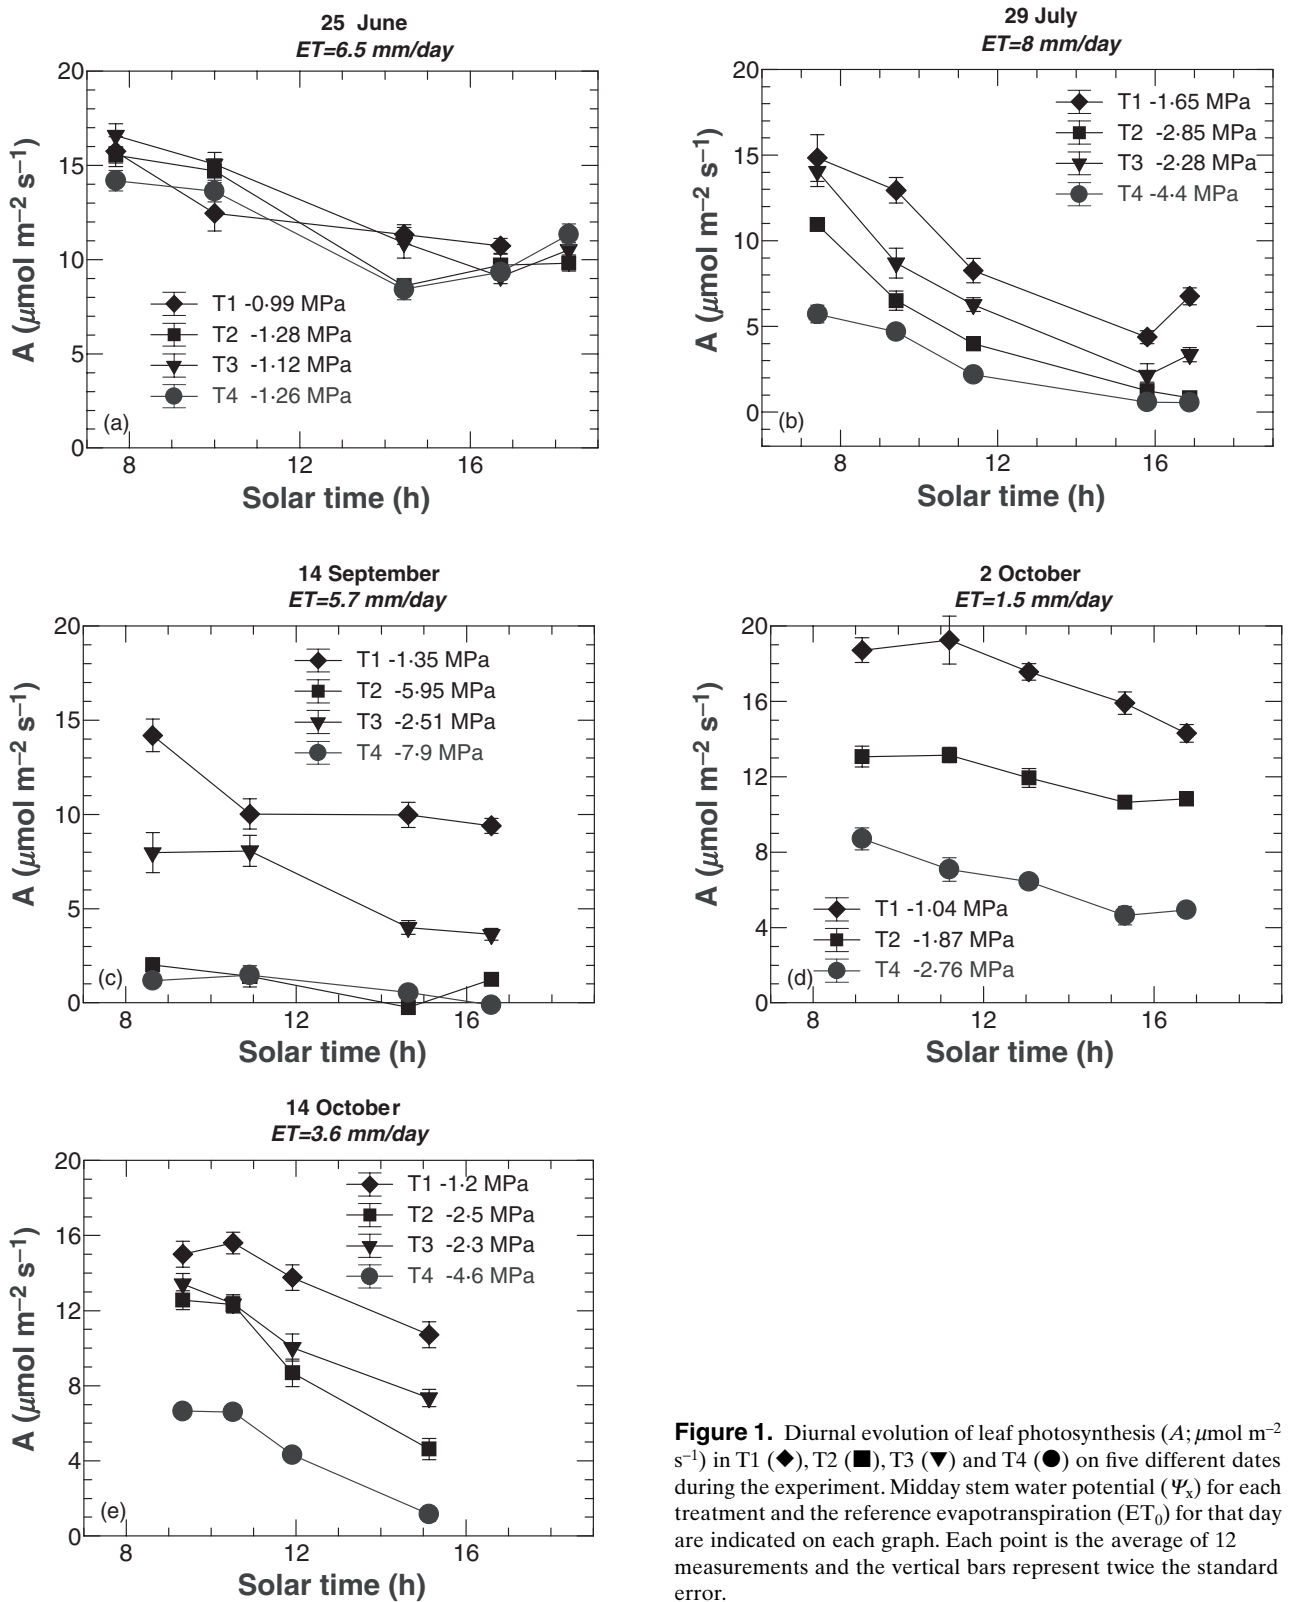 25 June
ET=6.5 mm/day
20
15
10
5
0
A (μmol m⁻² s⁻¹)
T1 -0·99 MPa
T2 -1·28 MPa
T3 -1·12 MPa
T4 -1·26 MPa
(a)
8 12 16
Solar time (h)
29 July
ET=8 mm/day
20
15
10
5
0
A (μmol m⁻² s⁻¹)
T1 -1·65 MPa
T2 -2·85 MPa
T3 -2·28 MPa
T4 -4·4 MPa
(b)
8 12 16
Solar time (h)
14 September
ET=5.7 mm/day
20
15
10
5
0
A (μmol m⁻² s⁻¹)
T1 -1·35 MPa
T2 -5·95 MPa
T3 -2·51 MPa
T4 -7·9 MPa
(c)
8 12 16
Solar time (h)
2 October
ET=1.5 mm/day
20
16
12
8
4
0
A (μmol m⁻² s⁻¹)
T1 -1·04 MPa
T2 -1·87 MPa
T4 -2·76 MPa
(d)
8 12 16
Solar time (h)
14 October
ET=3.6 mm/day
20
16
12
8
4
0
A (μmol m⁻² s⁻¹)
T1 -1·2 MPa
T2 -2·5 MPa
T3 -2·3 MPa
T4 -4·6 MPa
(e)
8 12 16
Solar time (h)
Figure 1. Diurnal evolution of leaf photosynthesis (A; μmol m⁻²
s⁻¹) in T1 (◆), T2 (■), T3 (▼) and T4 (●) on five different dates
during the experiment. Midday stem water potential (Ψₓ) for each
treatment and the reference evapotranspiration (ET₀) for that day
are indicated on each graph. Each point is the average of 12
measurements and the vertical bars represent twice the standard
error.